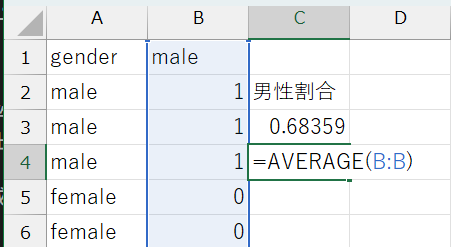 A B C D
1 gender male
2 male 1 男性割合
3 male 1 0.68359
4 male 1 =AVERAGE(B:B)
5 female 0
6 female 0